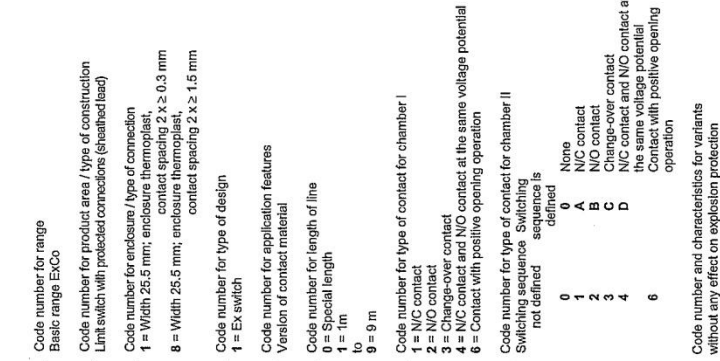 Code number for range
Basic range ExCo
Code number for product area / type of construction
Limit switch with protected connections (sheathed lead)
Code number for enclosure / type of connection
1 = Width 25.5 mm; enclosure thermoplast,
contact spacing 2 x ≥ 0.3 mm
8 = Width 25.5 mm; enclosure thermoplast,
contact spacing 2 x ≥ 1.5 mm
Code number for type of design
1 = Ex switch
Code number for application features
Version of contact material
Code number for length of line
0 = Special length
1 = 1m
to
9 = 9 m
Code number for type of contact for chamber I
1 = N/C contact
2 = N/O contact
3 = Change-over contact
4 = N/C contact and N/O contact at the same voltage potential
6 = Contact with positive opening operation
Code number for type of contact for chamber II
Switching sequence Switching
not defined sequence is
defined
0 0 None
1 A N/C contact
2 B N/O contact
3 C Change-over contact
4 D N/C contact and N/O contact a
the same voltage potential
6 Contact with positive opening
operation
Code number and characteristics for variants
without any effect on explosion protection